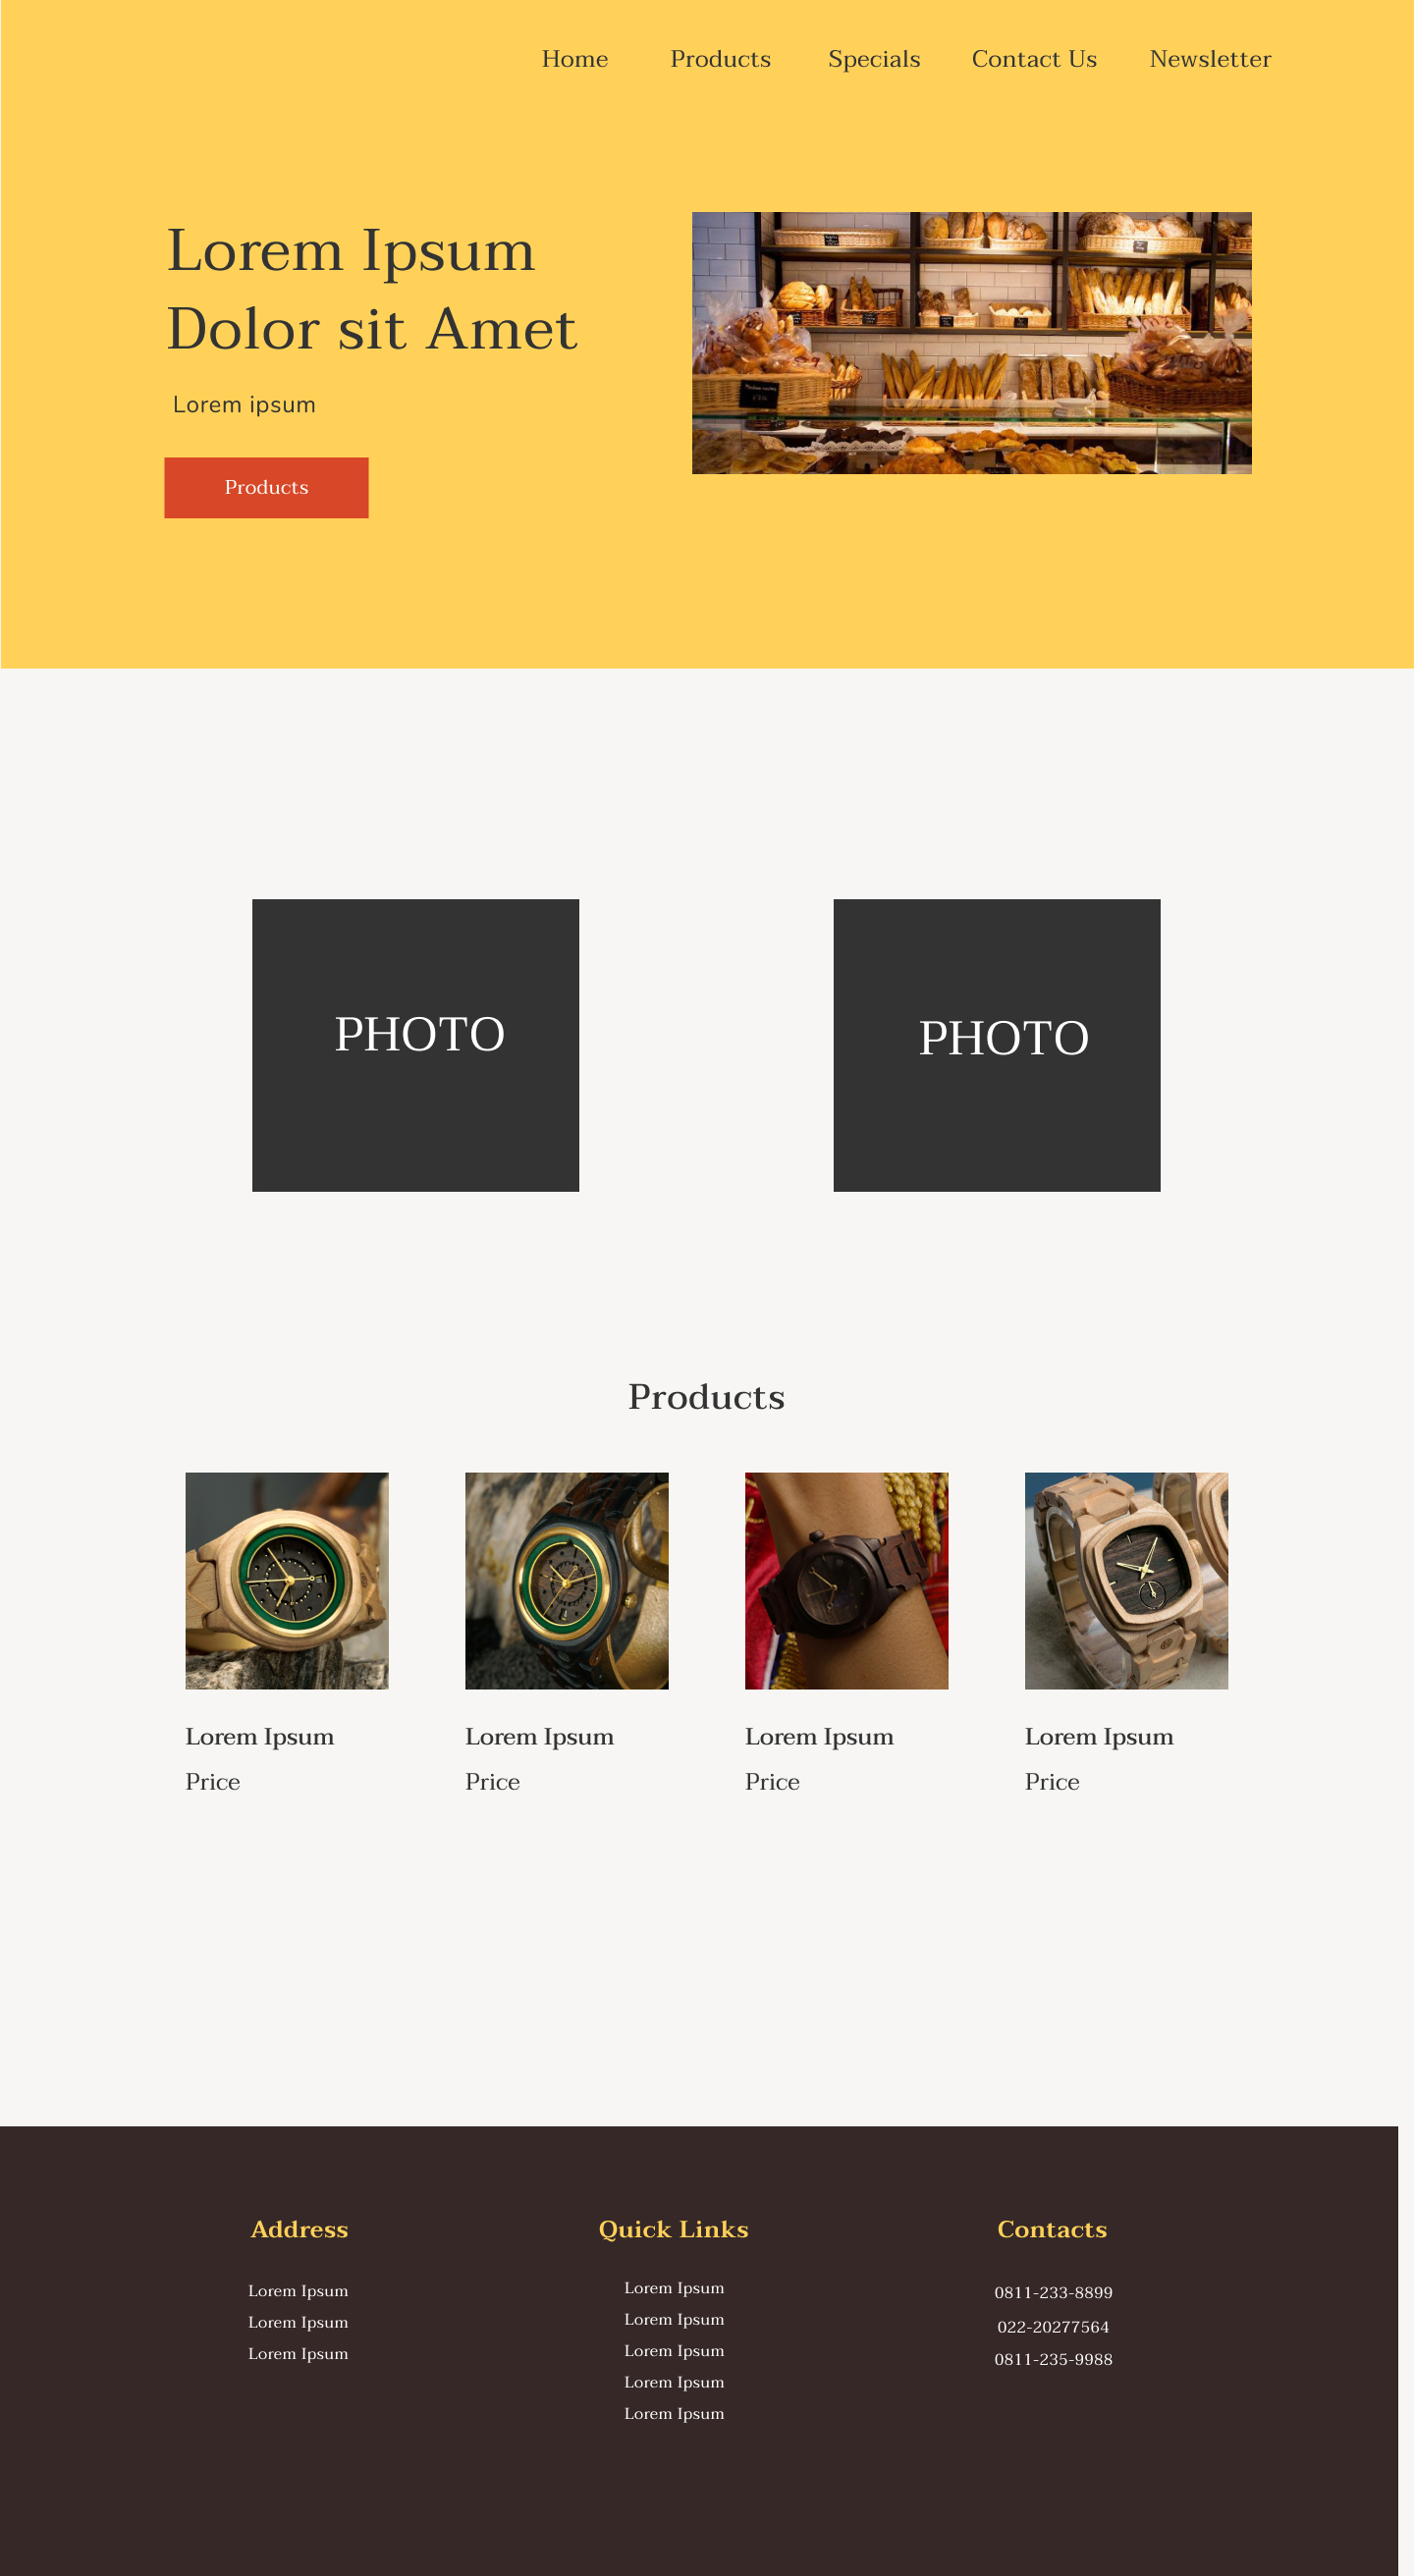 Home Products Specials Contact Us Newsletter
Lorem Ipsum
Dolor sit Amet
Lorem ipsum
Products
PHOTO PHOTO
Products
Lorem Ipsum Lorem Ipsum Lorem Ipsum Lorem Ipsum
Price Price Price Price
Address
Lorem Ipsum
Lorem Ipsum
Lorem Ipsum
Quick Links
Lorem Ipsum
Lorem Ipsum
Lorem Ipsum
Lorem Ipsum
Lorem Ipsum
Contacts
0811-233-8899
022-20277564
0811-235-9988